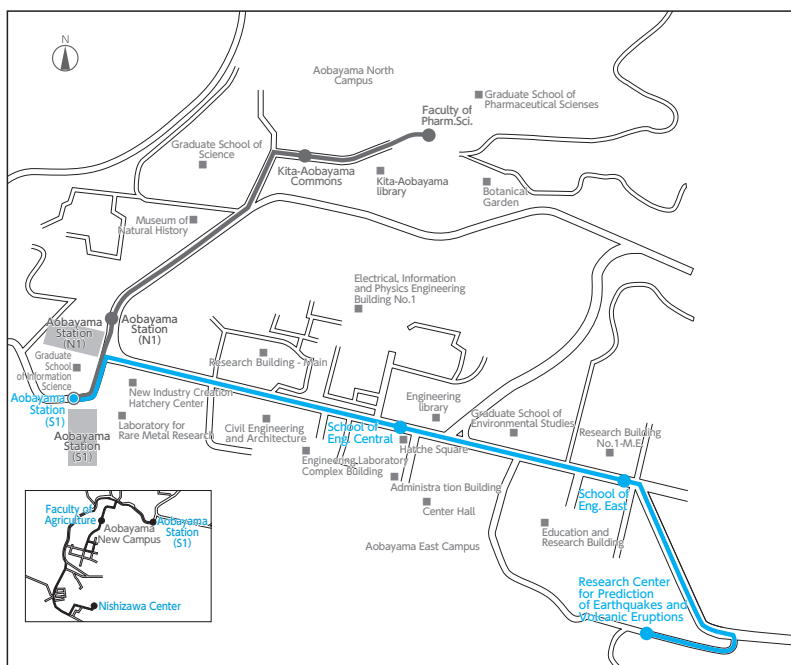 N
Aobayama North
Campus
Graduate School of
Pharmaceutical Scienses
Faculty of
Pharm.Sci.
Graduate School of
Science
Kita-Aobayama
Commons
Kita-Aobayama
library
Botanical
Garden
Museum of
Natural History
Electrical, Information
and Physics Engineering
Building No.1
Aobayama
Station
(N1)
Aobayama
Station
(N1)
Graduate
School
of Information
Science
Research Building - Main
Aobayama
Station
(S1)
New Industry Creation
Hatchery Center
Engineering
library
Laboratory for
Rare Metal Research
Civil Engineering
and Architecture
School of
Eng. Central
Graduate School of
Environmental Studies
Aobayama
Station
(S1)
Hatche Square
Research Building
No.1-M.E.
Engineering Laboratory
Complex Building
Administra tion Building
School of
Eng. East
Center Hall
Education and
Research Building
Aobayama East Campus
Faculty of
Agriculture
Aobayama
New Campus
Aobayama
Station
(S1)
Nishizawa Center
Research Center
for Prediction
of Earthquakes and
Volcanic Eruptions